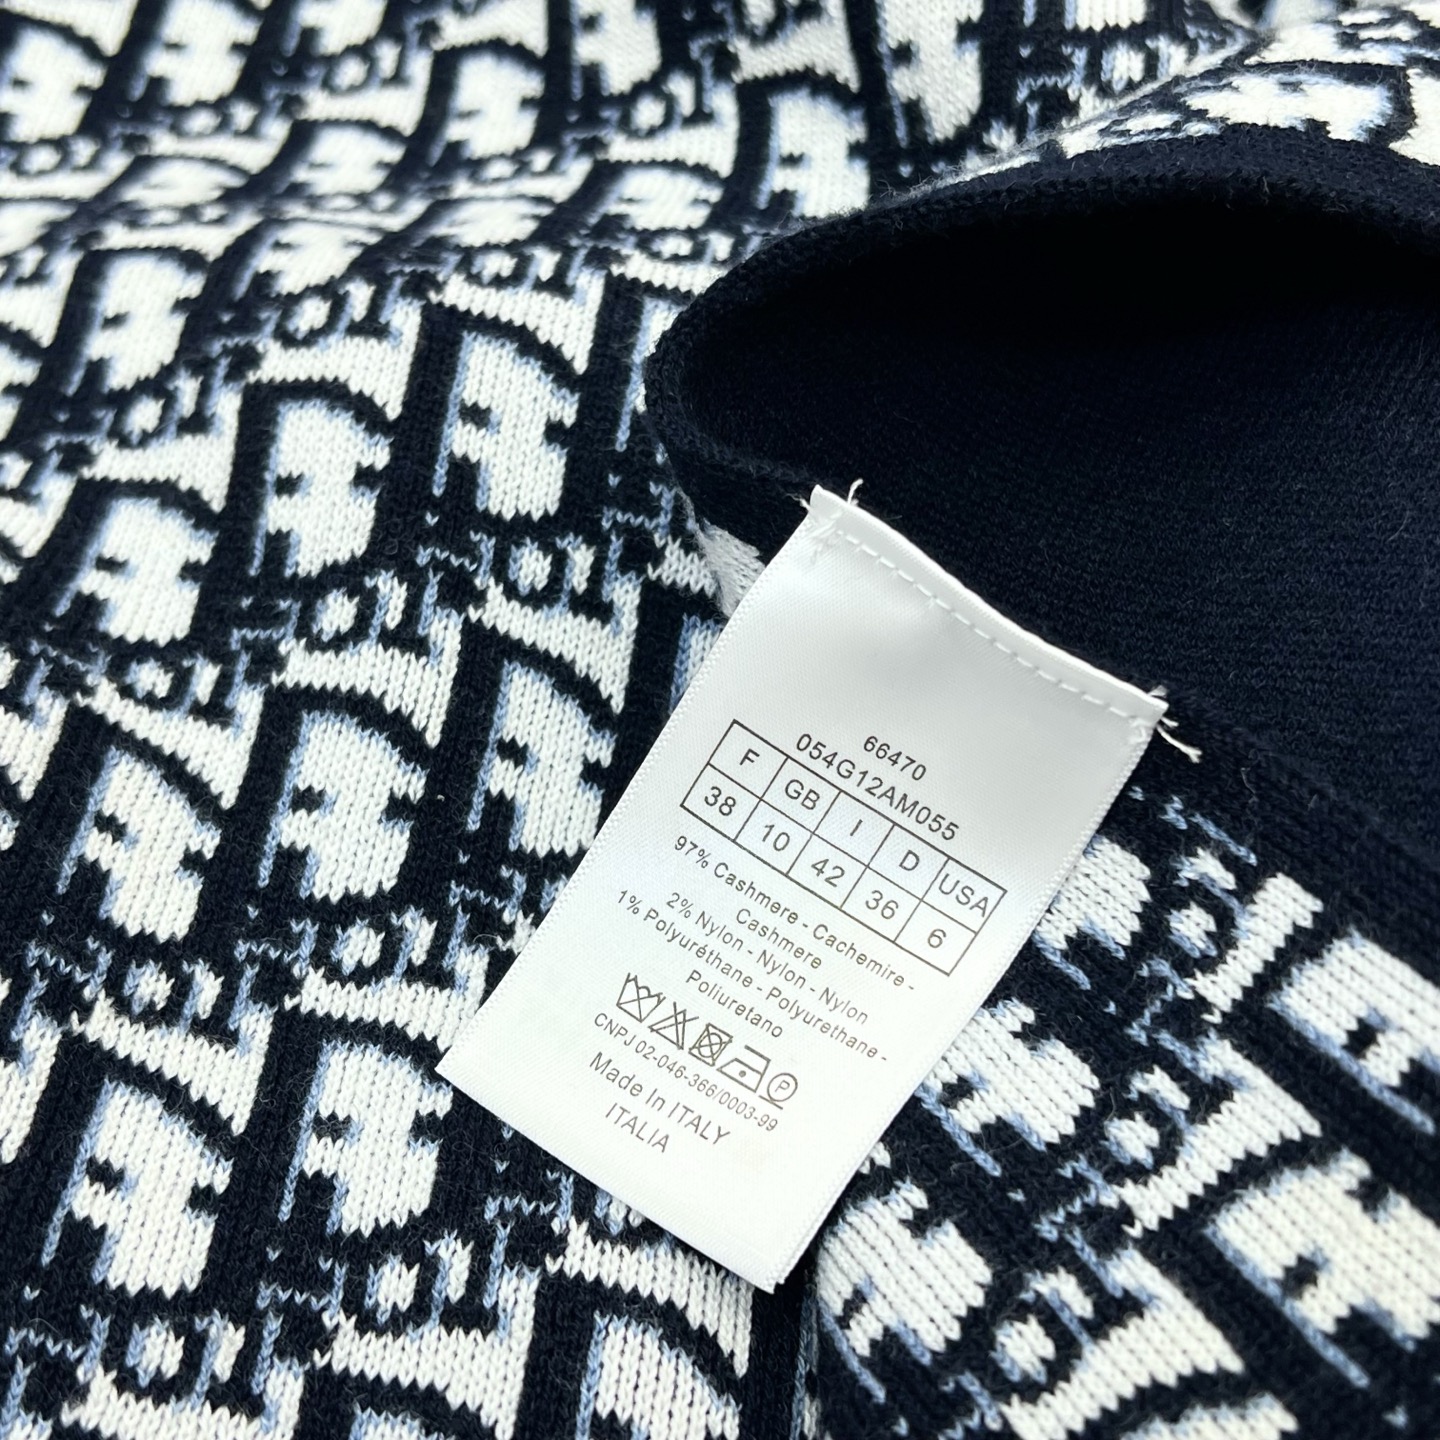 66470
054G12AM055
F GB I D USA
38 10 42 36 6
97% Cashmere - Cachemire -
Cashmere
2% Nylon - Nylon - Nylon
1% Polyuréthane - Polyurethane -
Poliuretano
P
CNPJ 02-046-366/0003-99
Made In ITALY
ITALIA